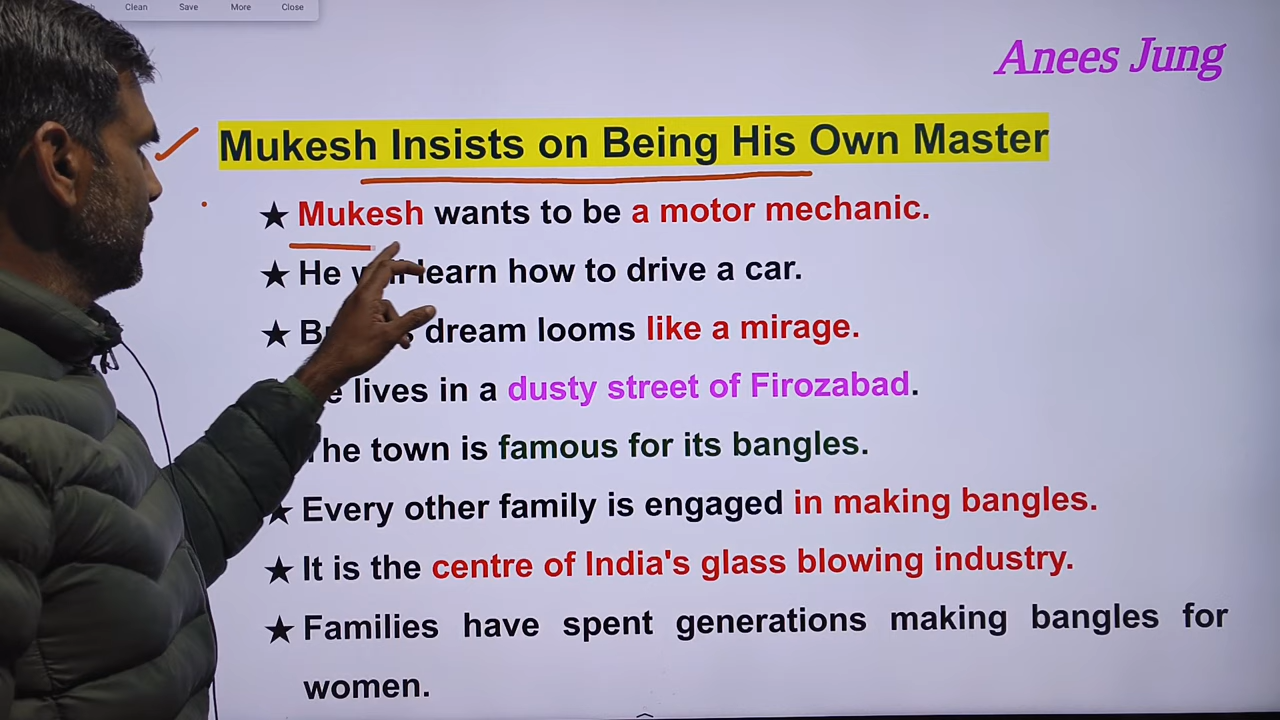 Clean Save More Close
Anees Jung
Mukesh Insists on Being His Own Master
★ Mukesh wants to be a motor mechanic.
★ He learn how to drive a car.
★ dream looms like a mirage.
lives in a dusty street of Firozabad.
The town is famous for its bangles.
★ Every other family is engaged in making bangles.
★ It is the centre of India's glass blowing industry.
★ Families have spent generations making bangles for
women.